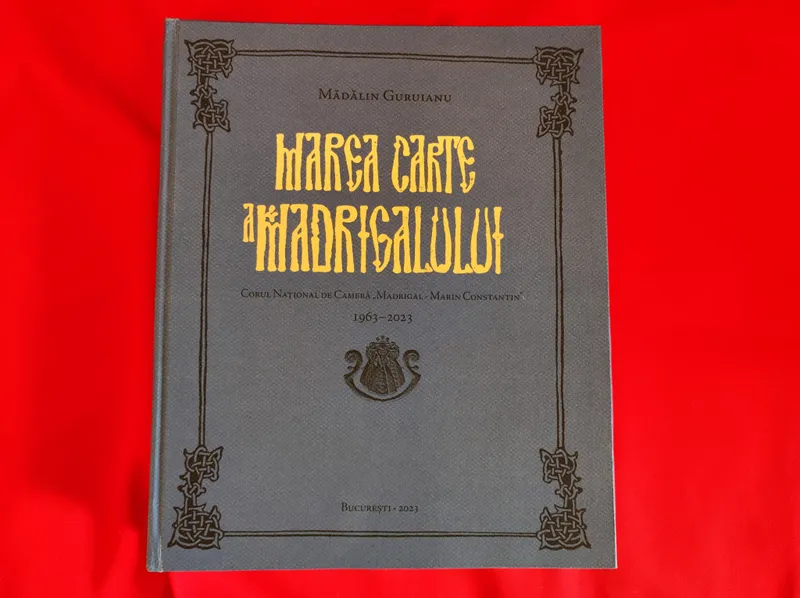 Mădălin Guruianu
MAREA CARTE
A MADRIGALULUI
Corul Național de Cameră „Madrigal - Marin Constantin”
1963–2023
București • 2023